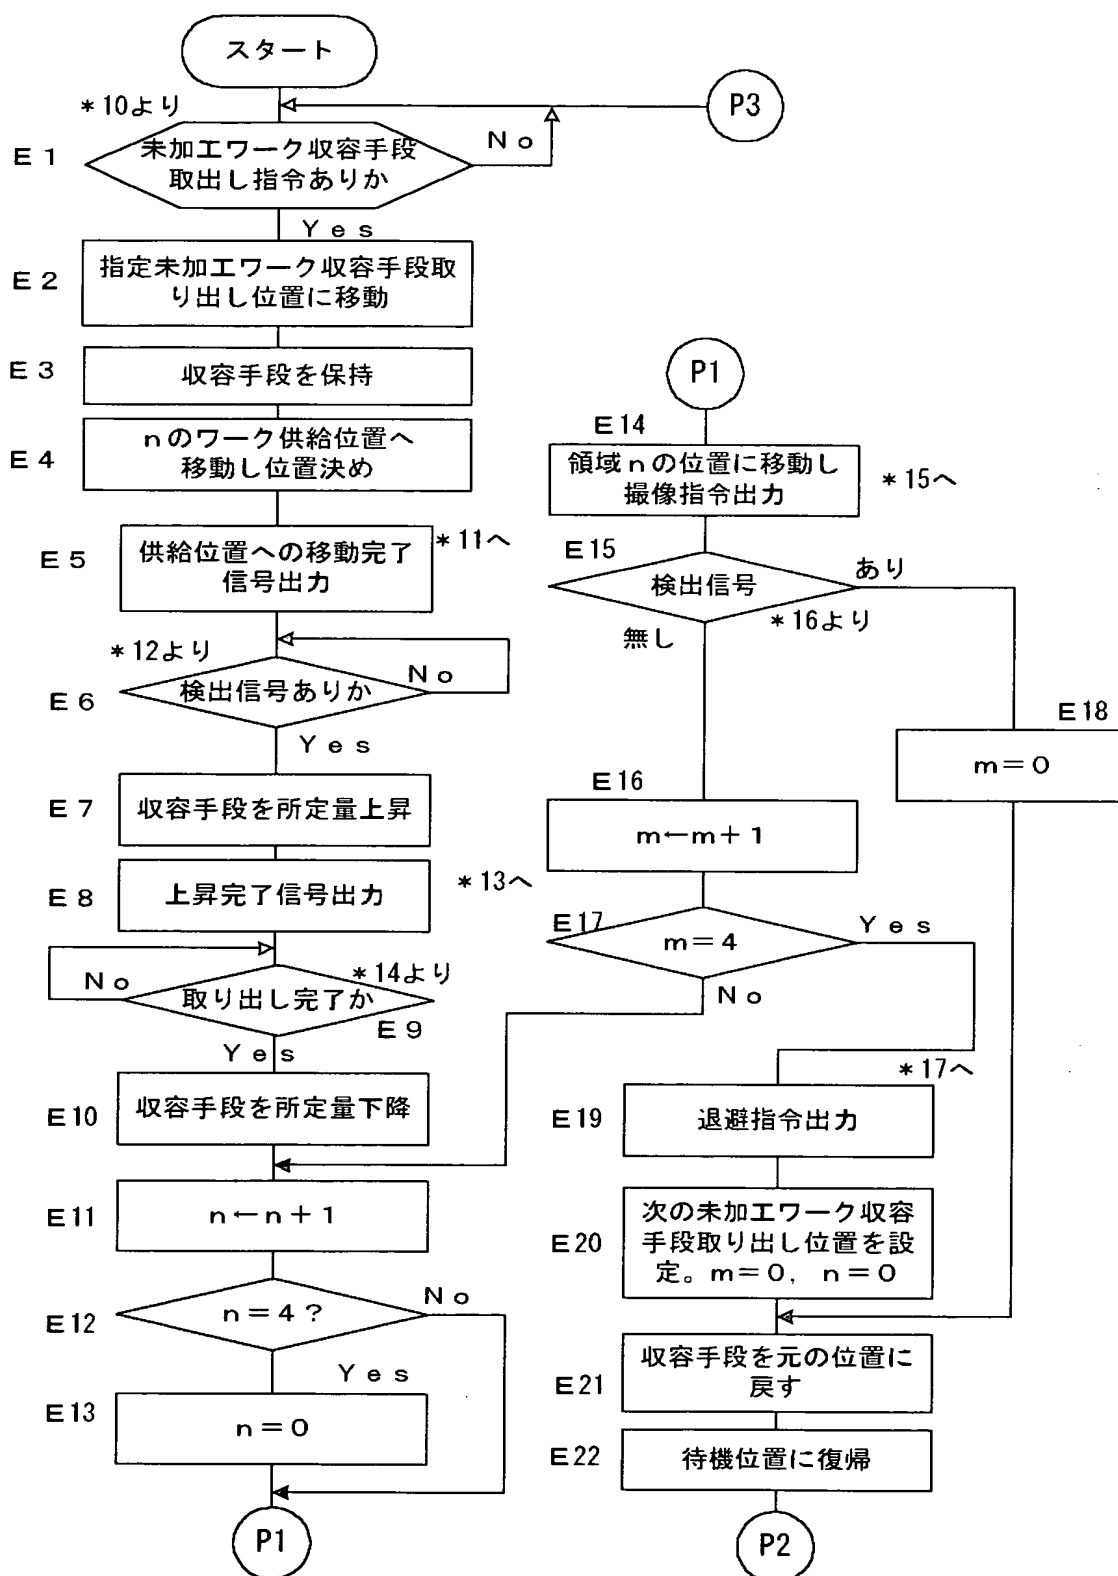 スタート
P3
*10より
E1
未加工ワーク収容手段
取出し指令ありか
No
Yes
E2
指定未加工ワーク収容手段取
り出し位置に移動
E3
収容手段を保持
E4
nのワーク供給位置へ
移動し位置決め
E5
供給位置への移動完了
信号出力
*11へ
*12より
E6
検出信号ありか
No
Yes
E7
収容手段を所定量上昇
E8
上昇完了信号出力
*13へ
No
取り出し完了か
*14より
E9
Yes
E10
収容手段を所定量下降
E11
n←n+1
E12
n=4?
No
Yes
E13
n=0
P1
P1
E14
領域nの位置に移動し
撮像指令出力
*15へ
E15
検出信号
あり
*16より
無し
E18
m=0
E16
m←m+1
E17
m=4
Yes
No
*17へ
E19
退避指令出力
E20
次の未加工ワーク収容
手段取り出し位置を設
定。m=0, n=0
E21
収容手段を元の位置に
戻す
E22
待機位置に復帰
P2